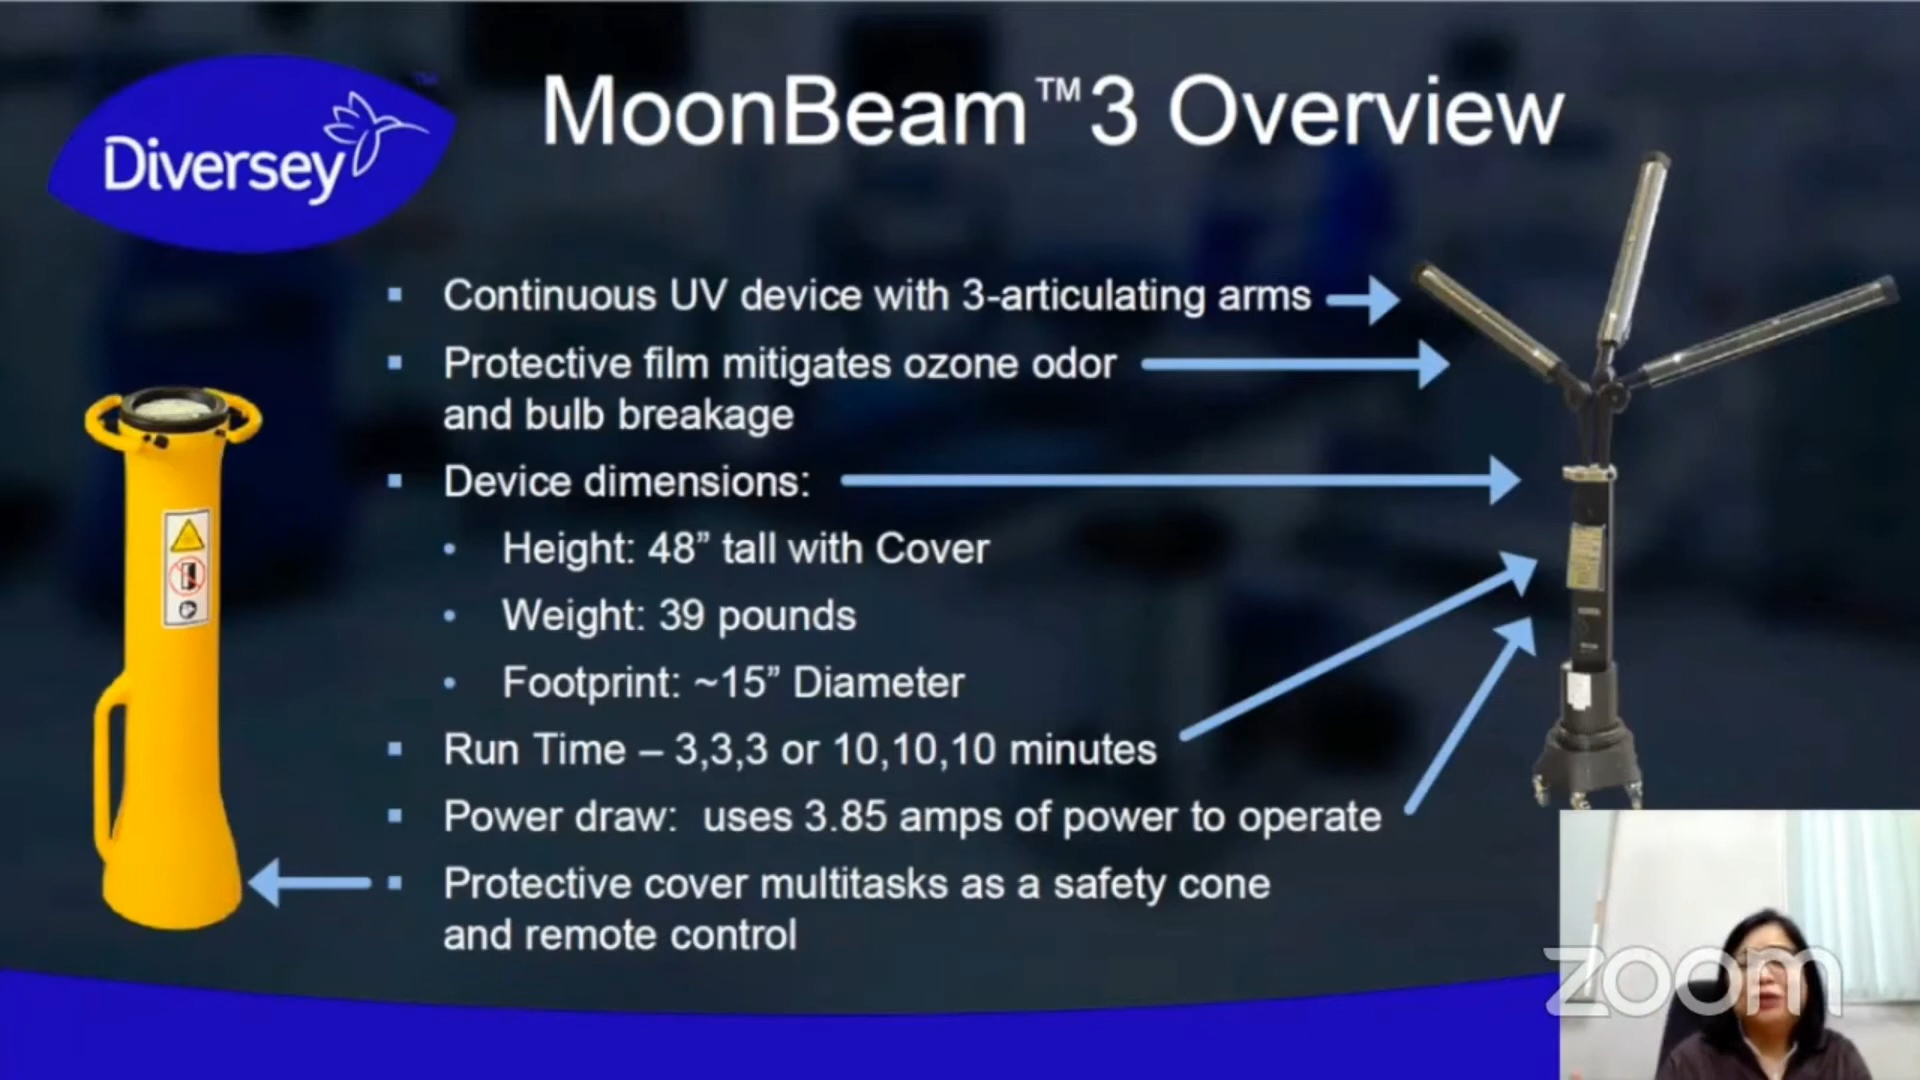 Diversey
MoonBeam™3 Overview
Continuous UV device with 3-articulating arms
Protective film mitigates ozone odor
and bulb breakage
Device dimensions:
Height: 48” tall with Cover
Weight: 39 pounds
Footprint: ~15” Diameter
Run Time – 3,3,3 or 10,10,10 minutes
Power draw:  uses 3.85 amps of power to operate
Protective cover multitasks as a safety cone
and remote control
zoom